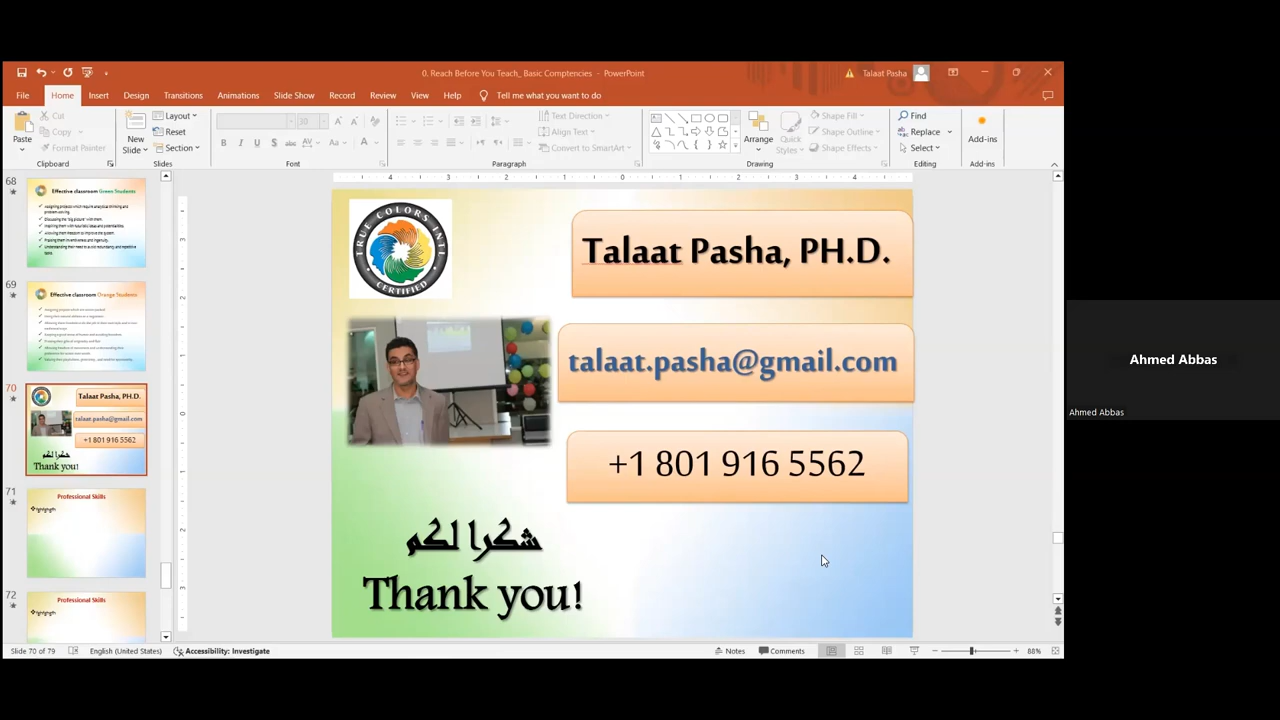 0. Reach Before You Teach_ Basic Comptencies - PowerPoint
Talaat Pasha
File Home Insert Design Transitions Animations Slide Show Record Review View Help Tell me what you want to do
Paste
Cut
Copy
Format Painter
Clipboard
New
Slide
Layout
Reset
Section
Slides
Font
Text Direction
Align Text
Convert to SmartArt
Paragraph
Arrange
Quick
Styles
Shape Fill
Shape Outline
Shape Effects
Drawing
Find
Replace
Select
Editing
Add-ins
Add-ins
68
Effective classroom Green Students
69
Effective classroom Orange Students
70
Talaat Pasha, PH.D.
talaat.pasha@gmail.com
+1 801 916 5562
شكرا لكم
Thank you!
71
Professional Skills
72
Professional Skills
TRUE COLORS INTL
CERTIFIED
Talaat Pasha, PH.D.
talaat.pasha@gmail.com
+1 801 916 5562
شكرا لكم
Thank you!
Ahmed Abbas
Ahmed Abbas
Slide 70 of 79 English (United States) Accessibility: Investigate Notes Comments 88%